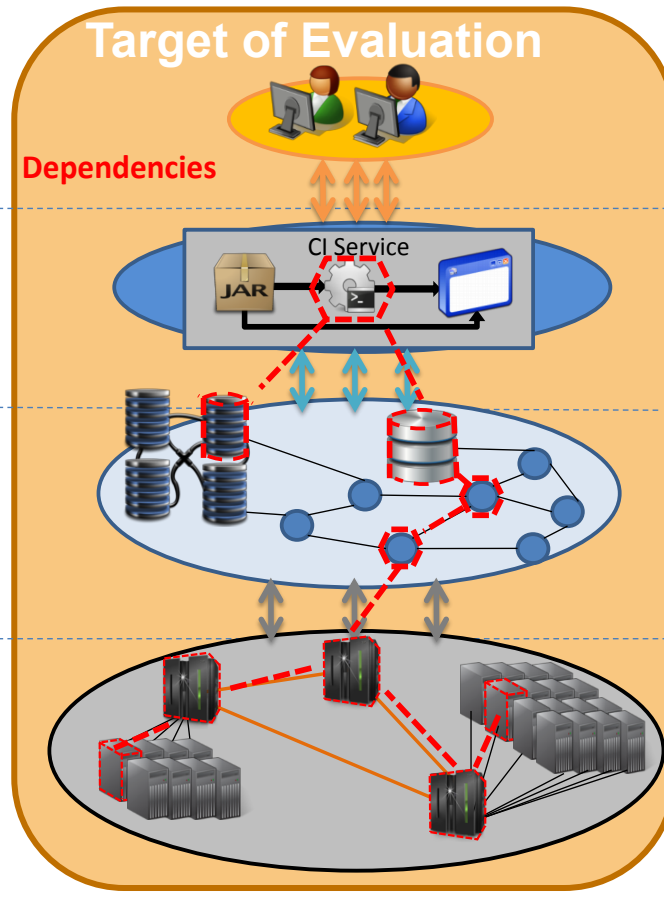 Target of Evaluation
Dependencies
CI Service
JAR
>_